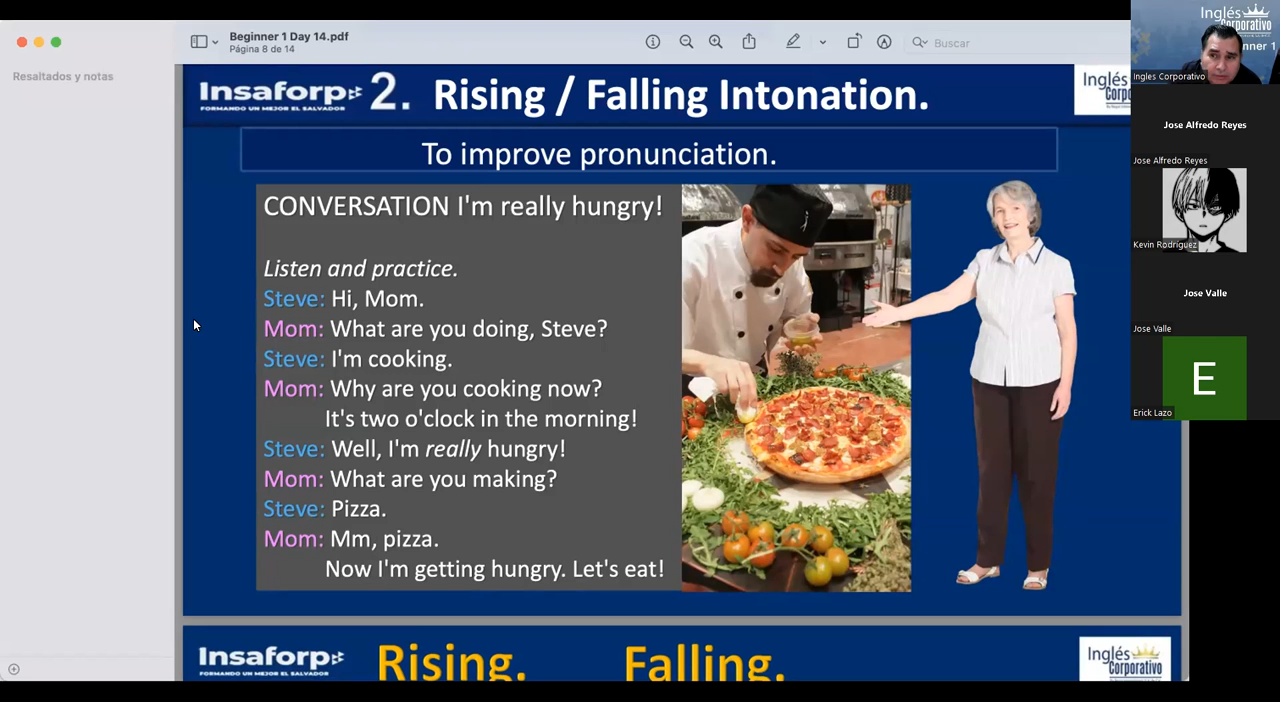 Beginner 1 Day 14.pdf
Página 8 de 14
Buscar
Resaltados y notas
Insaforp
FORMANDO UN MEJOR EL SALVADOR
2. Rising / Falling Intonation.
Inglés
To improve pronunciation.
CONVERSATION I'm really hungry!
Listen and practice.
Steve: Hi, Mom.
Mom: What are you doing, Steve?
Steve: I'm cooking.
Mom: Why are you cooking now?
It's two o'clock in the morning!
Steve: Well, I'm really hungry!
Mom: What are you making?
Steve: Pizza.
Mom: Mm, pizza.
Now I'm getting hungry. Let's eat!
Insaforp
FORMANDO UN MEJOR EL SALVADOR
Rising. Falling.
Inglés
Corporativo
Inglés
Corporativo
nner 1
Ingles Corporativo
Jose Alfredo Reyes
Jose Alfredo Reyes
Kevin Rodríguez
Jose Valle
Jose Valle
E
Erick Lazo